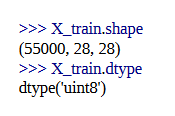 >>> X_train.shape
(55000, 28, 28)
>>> X_train.dtype
dtype('uint8')